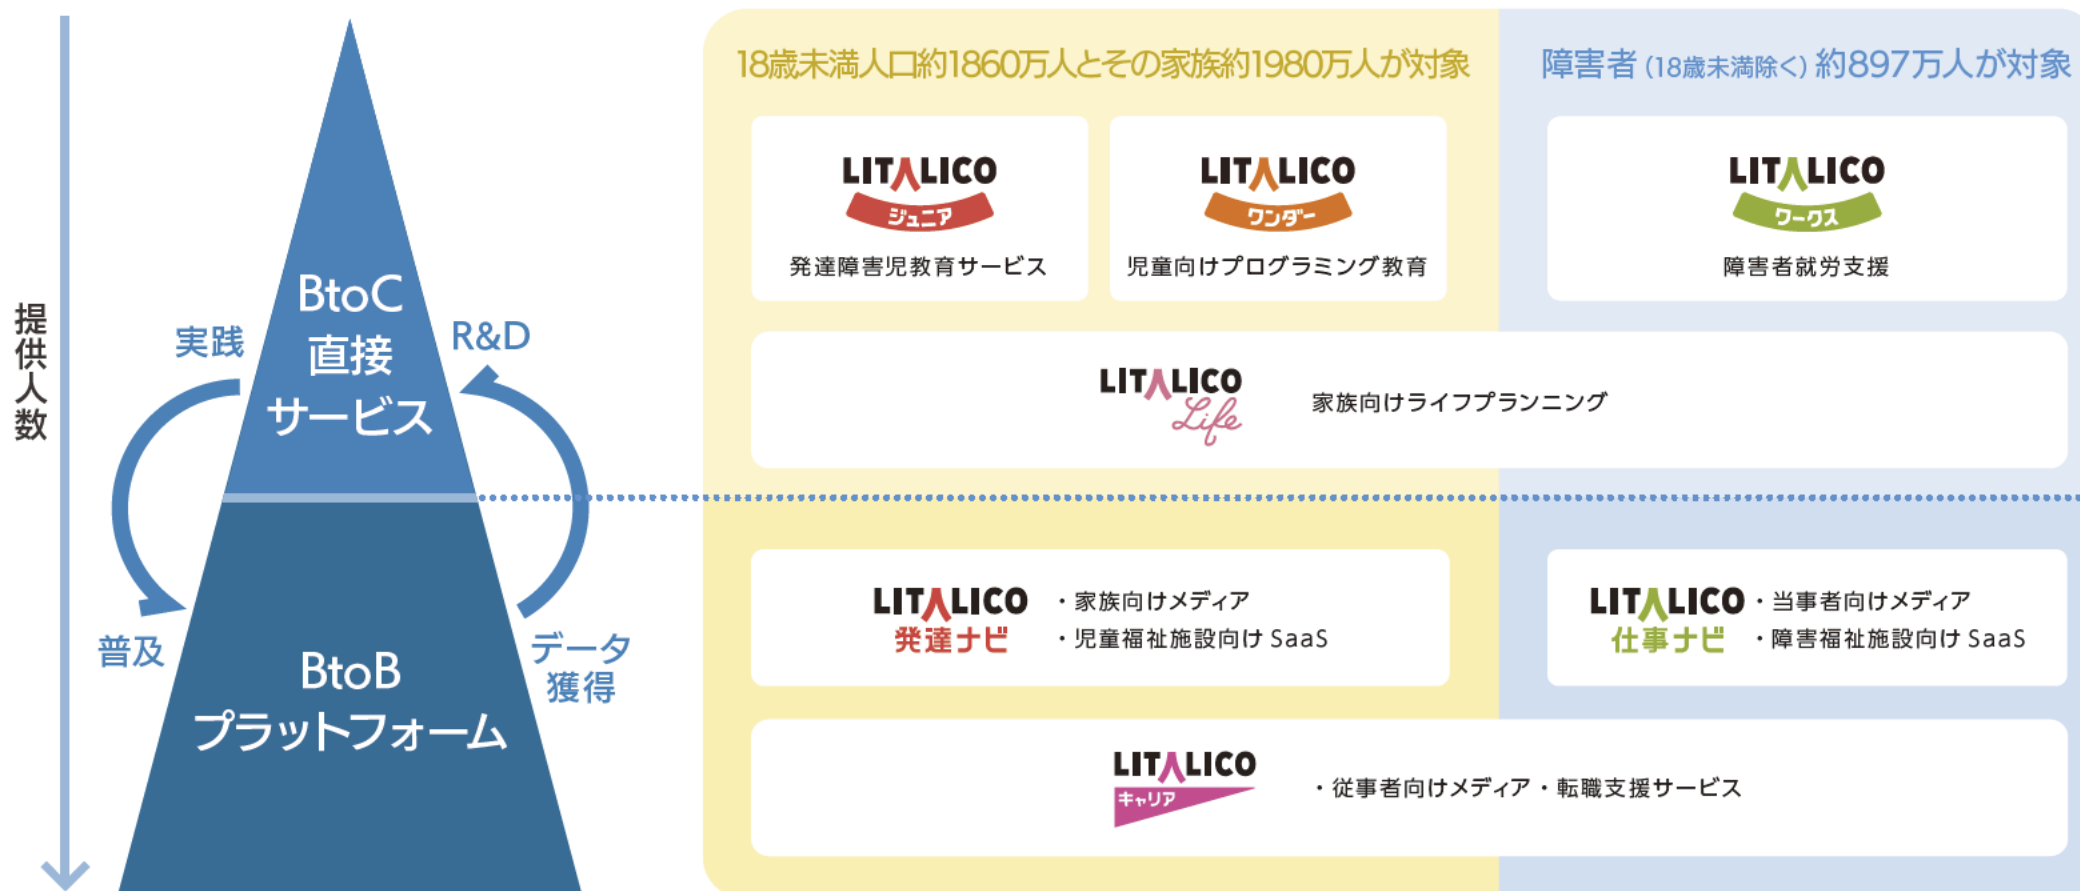 提供人数
BtoC
直接
サービス
実践
R&D
普及
データ
獲得
BtoB
プラットフォーム
18歳未満人口約1860万人とその家族約1980万人が対象
障害者（18歳未満除く）約897万人が対象
LITALICO
ジュニア
発達障害児教育サービス
LITALICO
ワンダー
児童向けプログラミング教育
LITALICO
ワークス
障害者就労支援
LITALICO
Life
家族向けライフプランニング
LITALICO
発達ナビ
・家族向けメディア
・児童福祉施設向け SaaS
LITALICO
仕事ナビ
・当事者向けメディア
・障害福祉施設向け SaaS
LITALICO
キャリア
・従事者向けメディア・転職支援サービス